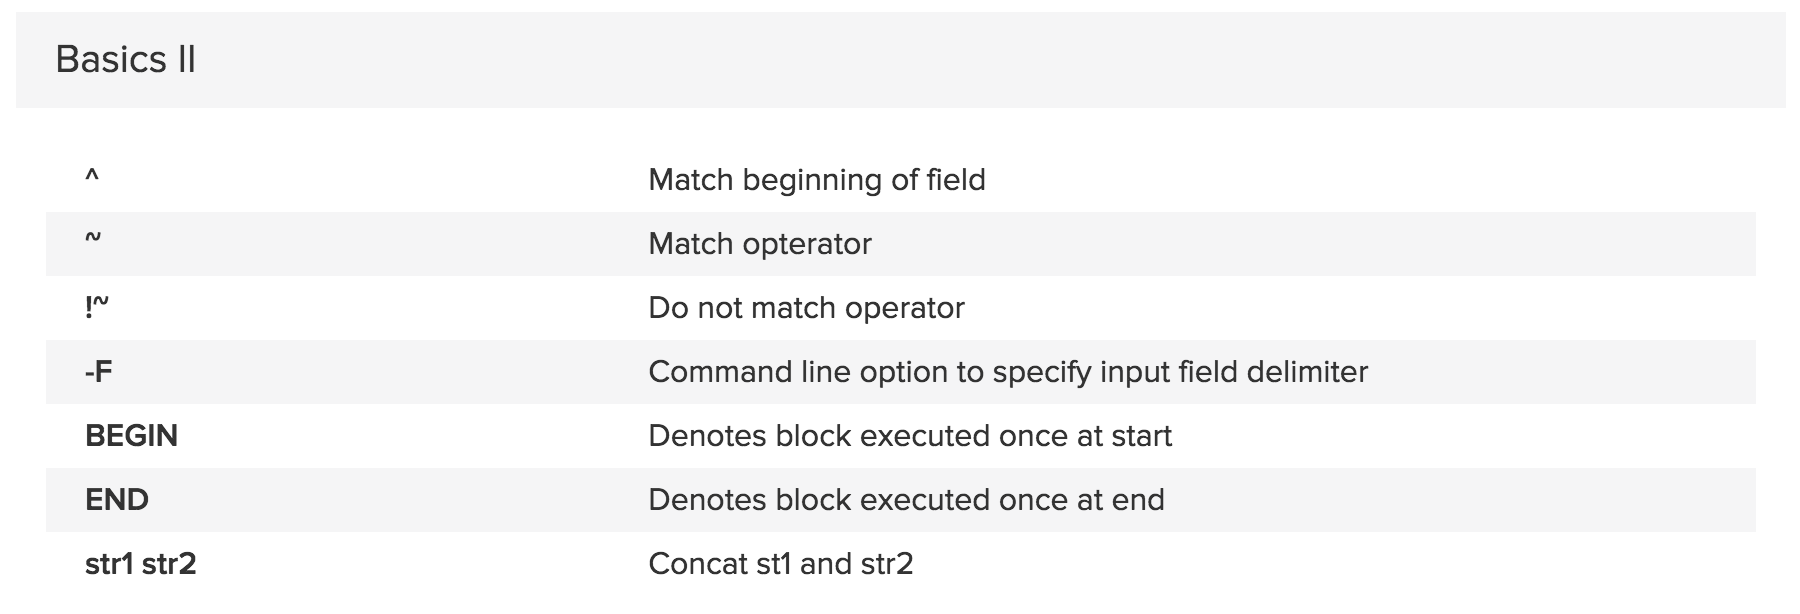 Basics II
^ Match beginning of field
~ Match opterator
!~ Do not match operator
-F Command line option to specify input field delimiter
BEGIN Denotes block executed once at start
END Denotes block executed once at end
str1 str2 Concat st1 and str2